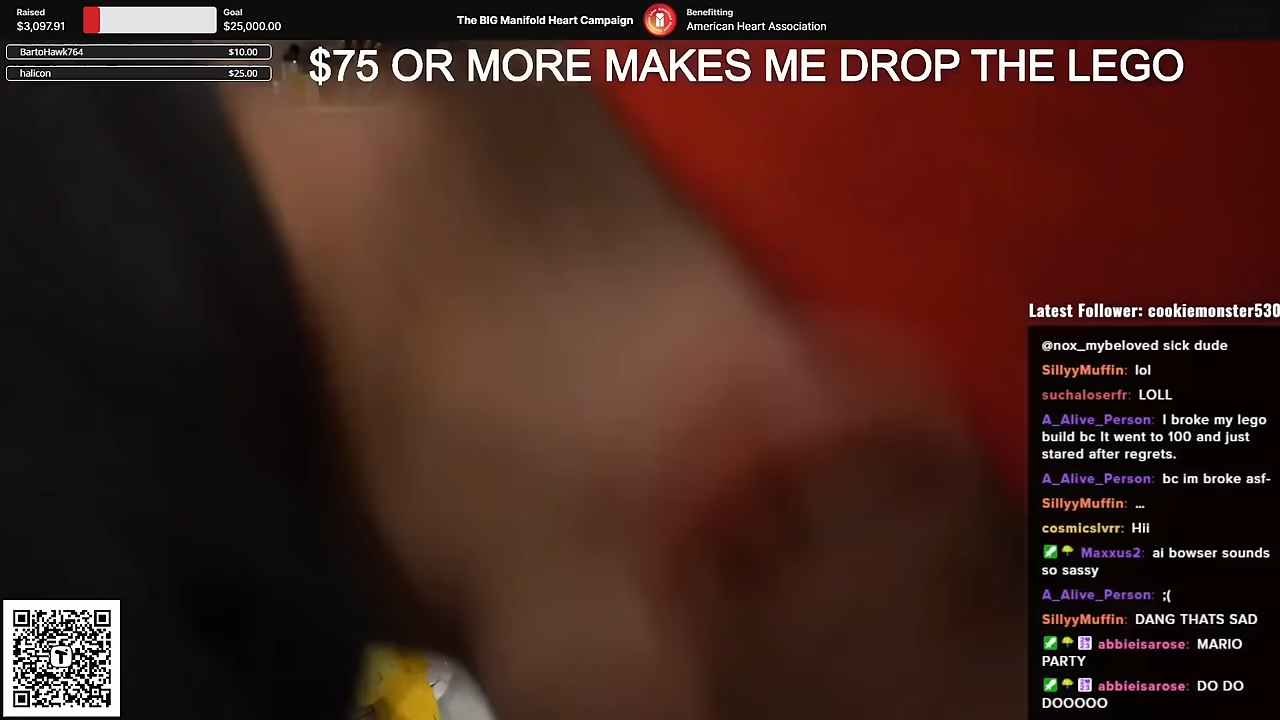 Raised
$3,097.91
Goal
$25,000.00
The BIG Manifold Heart Campaign
Benefitting
American Heart Association
BartoHawk764 $10.00
halicon $25.00
$75 OR MORE MAKES ME DROP THE LEGO
Latest Follower: cookiemonster530
@nox_mybeloved sick dude
SillyyMuffin: lol
suchaloserfr: LOLL
A_Alive_Person: I broke my lego
build bc It went to 100 and just
stared after regrets.
A_Alive_Person: bc im broke asf-
SillyyMuffin: ...
cosmicslvrr: Hii
Maxxus2: ai bowser sounds
so sassy
A_Alive_Person: ;(
SillyyMuffin: DANG THATS SAD
abbieisarose: MARIO
PARTY
abbieisarose: DO DO
DOOOOO